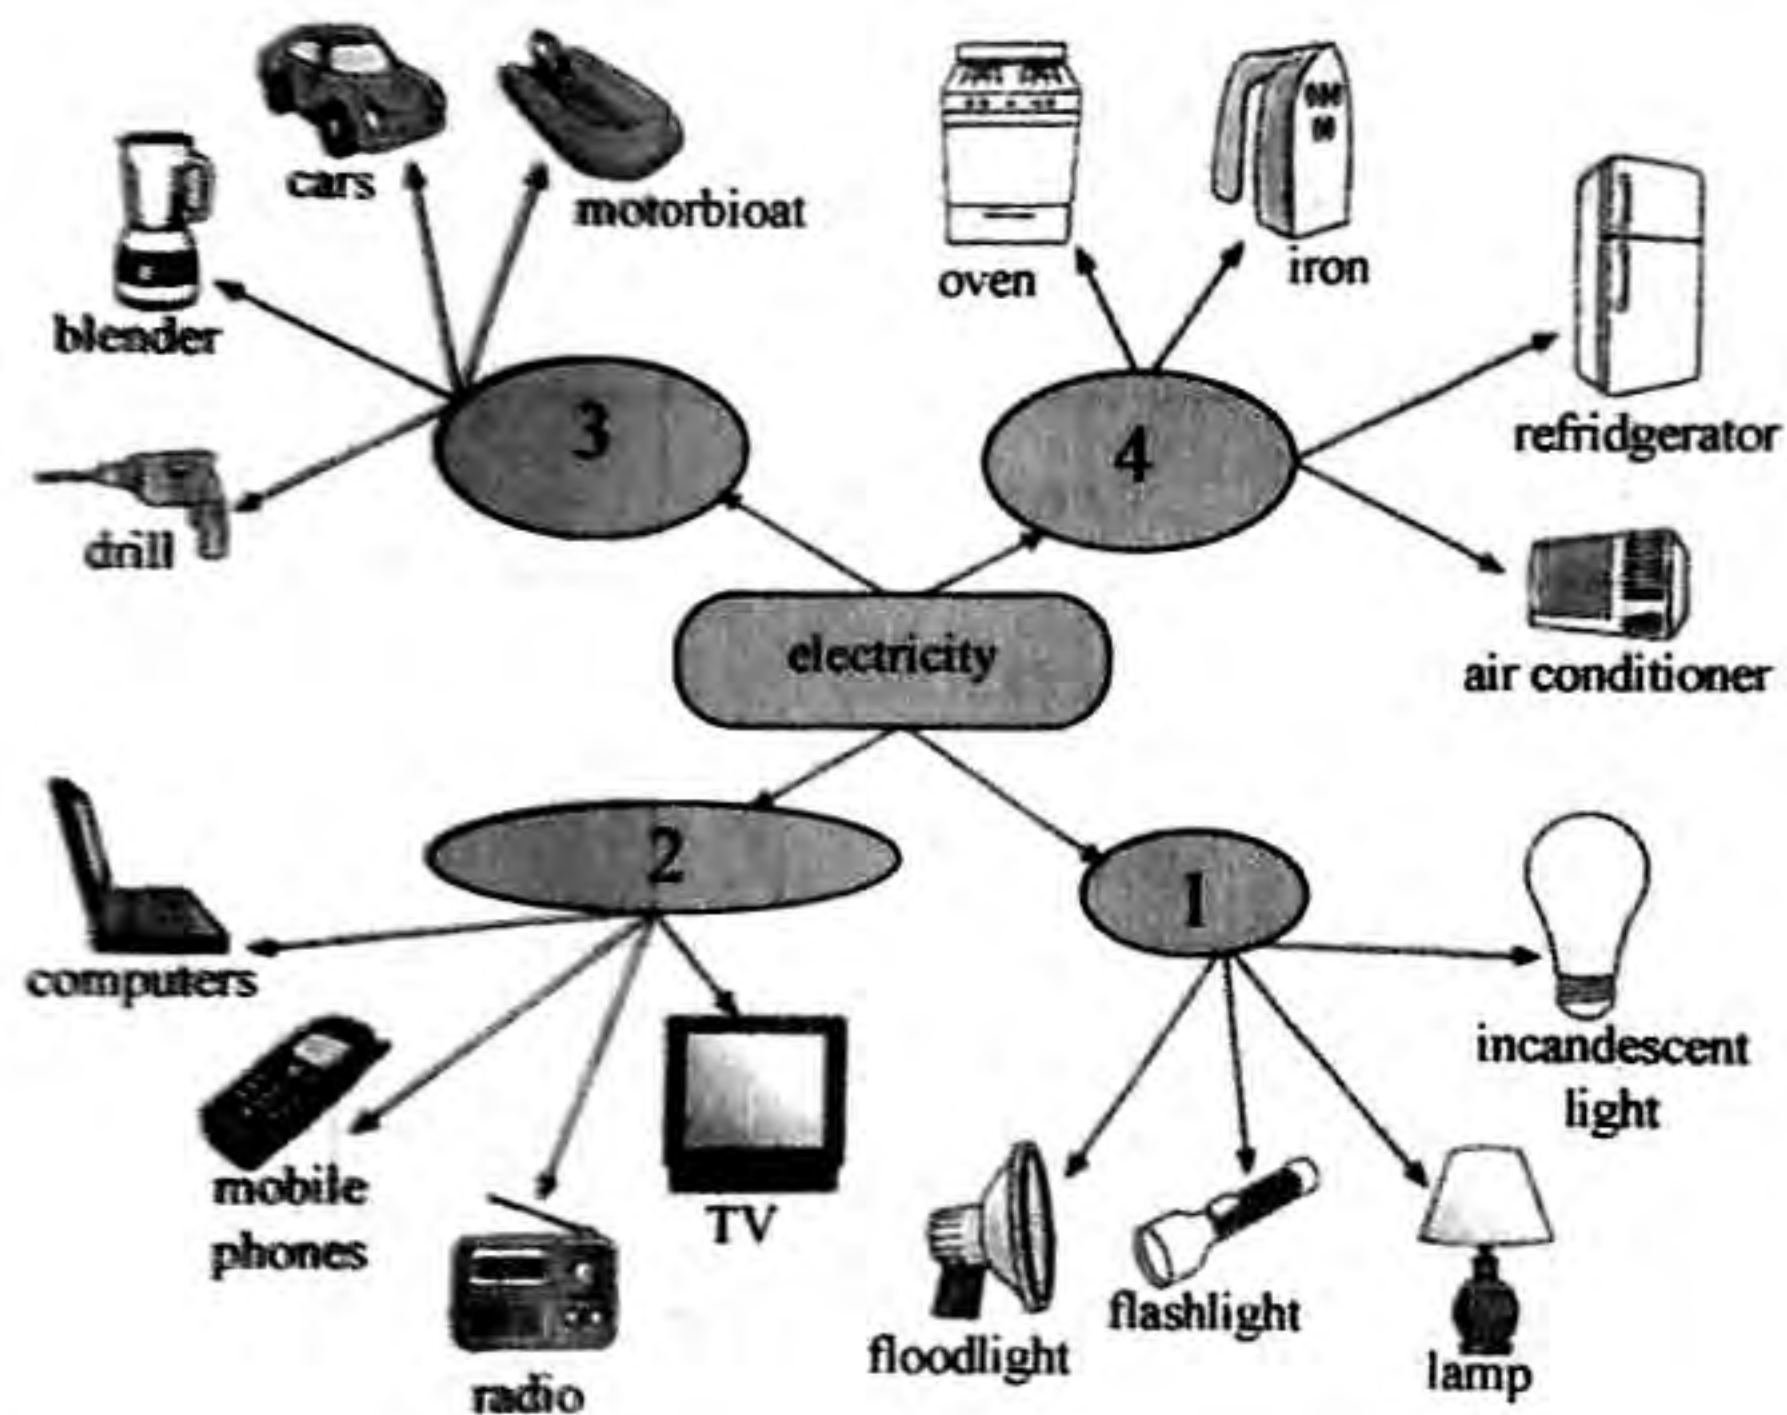 cars
motorbioat
oven
iron
blender
3
4
refridgerator
drill
electricity
air conditioner
2
1
computers
incandescent
light
mobile
phones
TV
flashlight
floodlight
lamp
radio